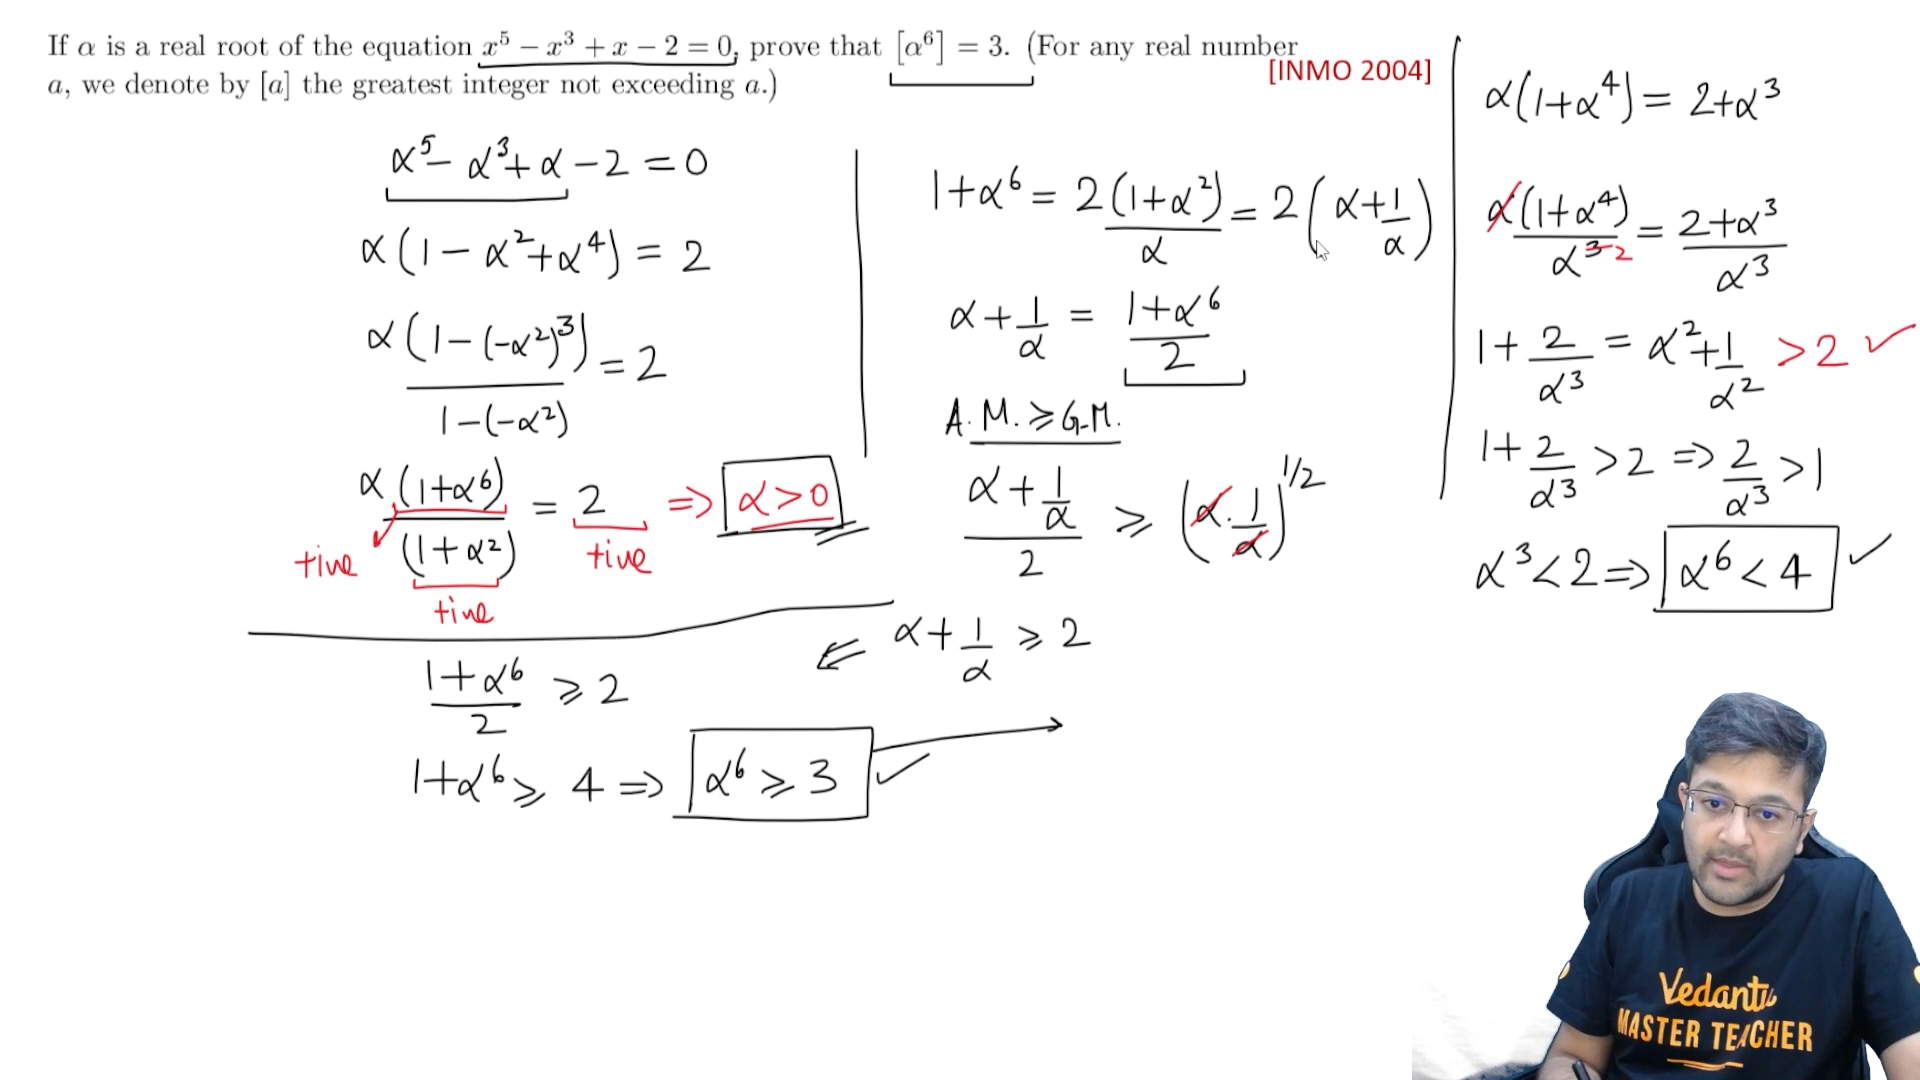 If α is a real root of the equation x⁵ − x³ + x − 2 = 0, prove that [α⁶] = 3. (For any real number
a, we denote by [a] the greatest integer not exceeding a.)
[INMO 2004]
α⁵ − α³ + α − 2 = 0
α(1 − α² + α⁴) = 2
α(1 − (−α²)³) / 1 − (−α²) = 2
α(1+α⁶) / (1+α²) = 2 ⇒ α > 0
+ive
+ive
+ive
1+α⁶ = 2(1+α²)/α = 2(α + 1/α)
α + 1/α = 1+α⁶ / 2
A.M. ⩾ G.M.
α + 1/α / 2 ⩾ (α · 1/α)^1/2
⇐ α + 1/α ⩾ 2
1+α⁶ / 2 ⩾ 2
1+α⁶ ⩾ 4 ⇒ α⁶ ⩾ 3 ✓
α(1+α⁴) = 2+α³
α(1+α⁴) / α³ ² = 2+α³ / α³
1 + 2/α³ = α² + 1/α² > 2 ✓
1 + 2/α³ > 2 ⇒ 2/α³ > 1
α³ < 2 ⇒ α⁶ < 4 ✓
Vedantu
MASTER TEACHER